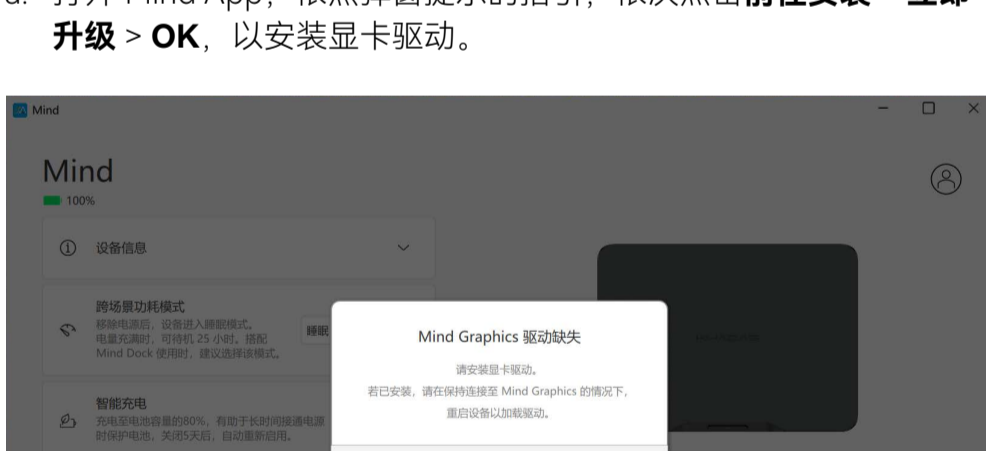 升级 > OK，以安装显卡驱动。
Mind
Mind
100%
设备信息
跨场景功耗模式
移除电源后，设备进入睡眠模式。
电量充满时，可待机 25 小时。搭配
Mind Dock 使用时，建议选择该模式。
睡眠
智能充电
充电至电池容量的80%，有助于长时间接通电源
时保护电池，关闭5天后，自动重新启用。
Mind Graphics 驱动缺失
请安装显卡驱动。
若已安装，请在保持连接至 Mind Graphics 的情况下，
重启设备以加载驱动。